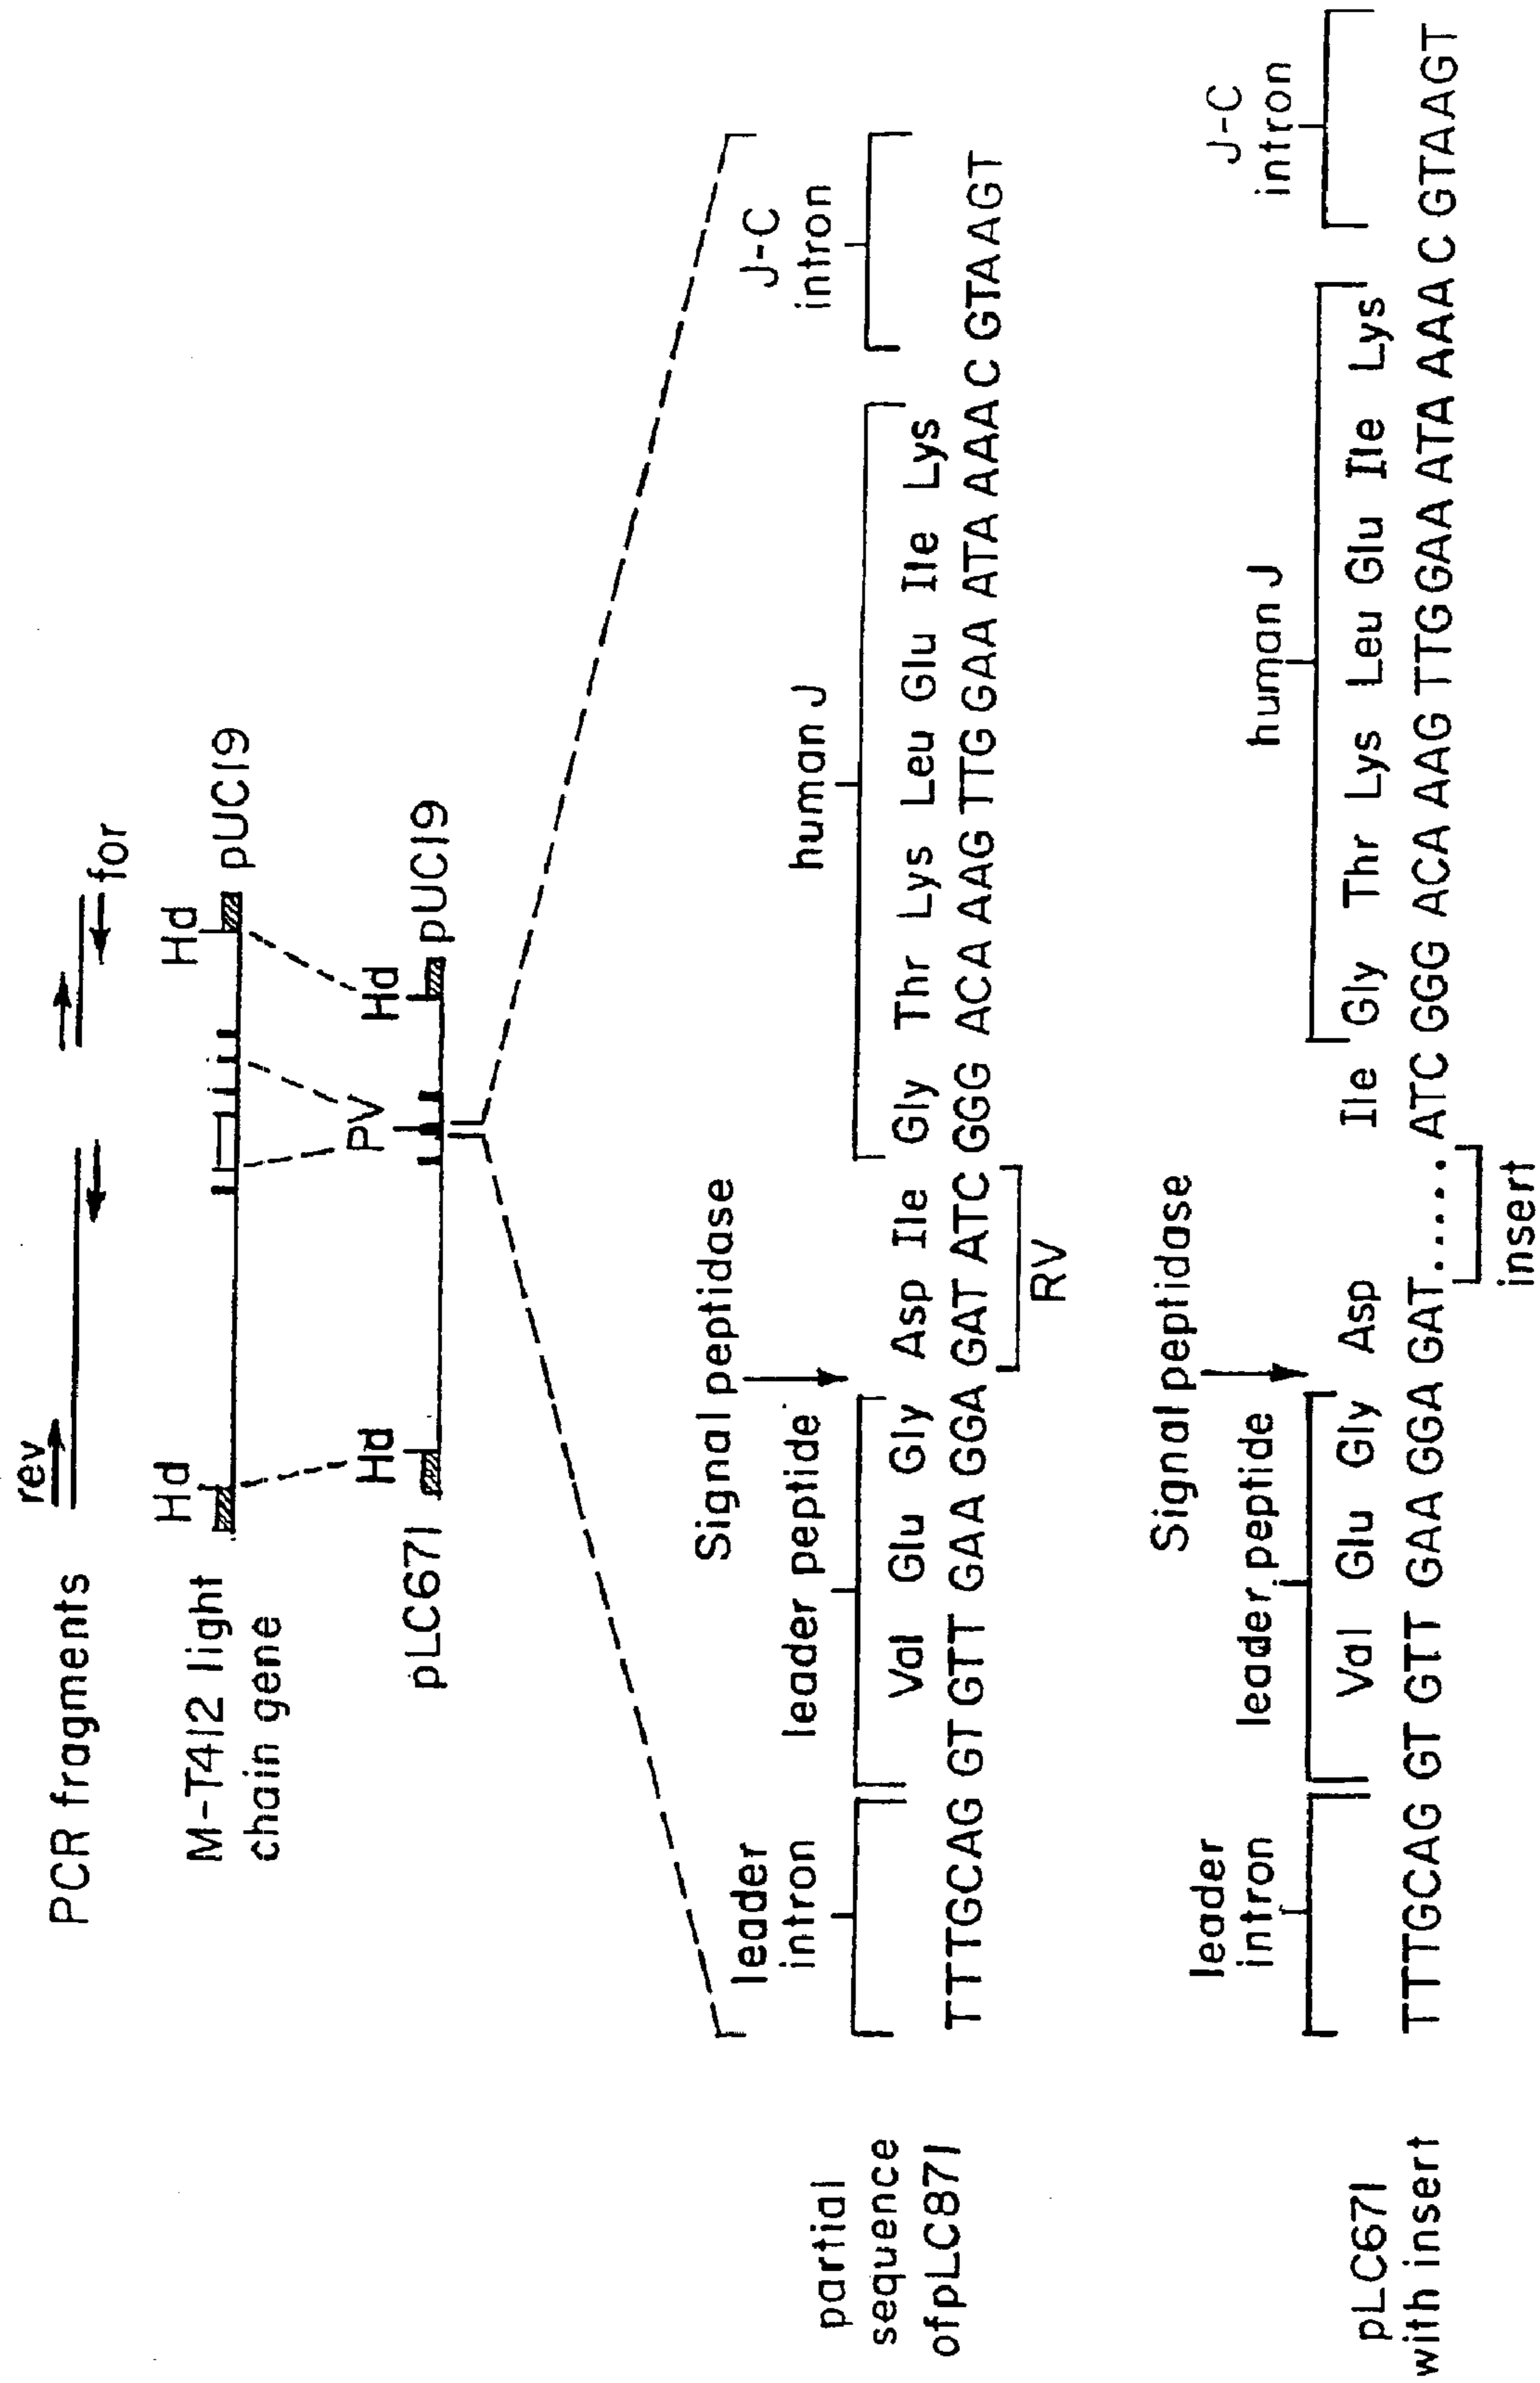 PCR fragments
rev
for
M-T412 light
chain gene
Hd
Hd
pUC19
PV
pLC671
Hd
Hd
pUC19
partial
sequence
of pLC871
leader
intron
leader peptide
Signal peptidase
human J
J-C
intron
Val Glu Gly Asp Ile Gly Thr Lys Leu Glu Ile Lys
TTTGCAG GT GTT GAA GGA GAT ATC GGG ACA AAG TTG GAA ATA AAA C GTAAGT
RV
pLC671
with insert
leader
intron
leader peptide
Signal peptidase
human J
J-C
intron
Val Glu Gly Asp Ile Gly Thr Lys Leu Glu Ile Lys
TTTGCAG GT GTT GAA GGA GAT...... ATC GGG ACA AAG TTG GAA ATA AAA C GTAAGT
insert